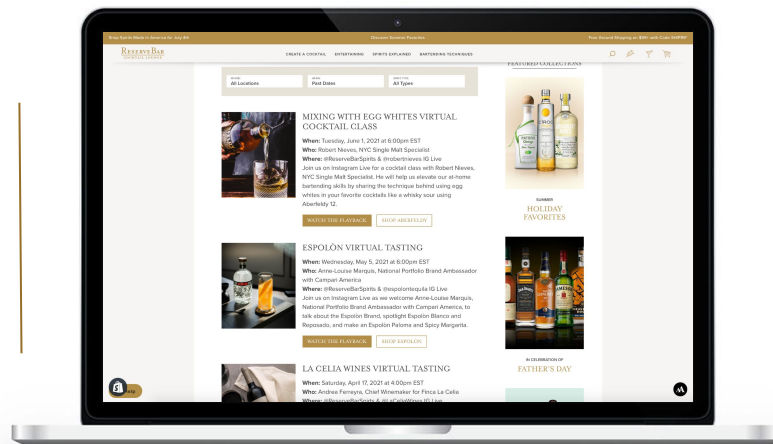 Shop Spirits Made in America for July 4th
Discover Summer Favorites
Free Ground Shipping on $99+ with Code SHIP99*
RESERVEBAR
COCKTAIL LOUNGE
CREATE A COCKTAIL ENTERTAINING SPIRITS EXPLAINED BARTENDING TECHNIQUES
FEATURED COLLECTIONS
WHERE
All Locations
WHEN
Past Dates
All Types
MIXING WITH EGG WHITES VIRTUAL
COCKTAIL CLASS
When: Tuesday, June 1, 2021 at 6:00pm EST
Who: Robert Nieves, NYC Single Malt Specialist
Where: @ReserveBarSpirits & @robertnieves IG Live
Join us on Instagram Live for a cocktail class with Robert Nieves,
NYC Single Malt Specialist. He will help us elevate our at-home
bartending skills by sharing the technique behind using egg
whites in your favorite cocktails like a whisky sour using
Aberfeldy 12.
WATCH THE PLAYBACK SHOP ABERFELDY
CIROC
SUMMER
HOLIDAY
FAVORITES
ESPOLÒN VIRTUAL TASTING
When: Wednesday, May 5, 2021 at 6:00pm EST
Who: Anne-Louise Marquis, National Portfolio Brand Ambassador
with Campari America
Where: @ReserveBarSpirits & @espolontequila IG Live
Join us on Instagram Live as we welcome Anne-Louise Marquis,
National Portfolio Brand Ambassador with Campari America, to
talk about the Espolòn Brand, spotlight Espolòn Blanco and
Reposado, and make an Espolòn Paloma and Spicy Margarita.
WATCH THE PLAYBACK SHOP ESPOLÒN
JAMESON
IN CELEBRATION OF
FATHER'S DAY
LA CELIA WINES VIRTUAL TASTING
When: Saturday, April 17, 2021 at 4:00pm EST
Who: Andrea Ferreyra, Chief Winemaker for Finca La Celia
Where: @ReserveBarSpirits & @LaCeliaWines IG Live
Help